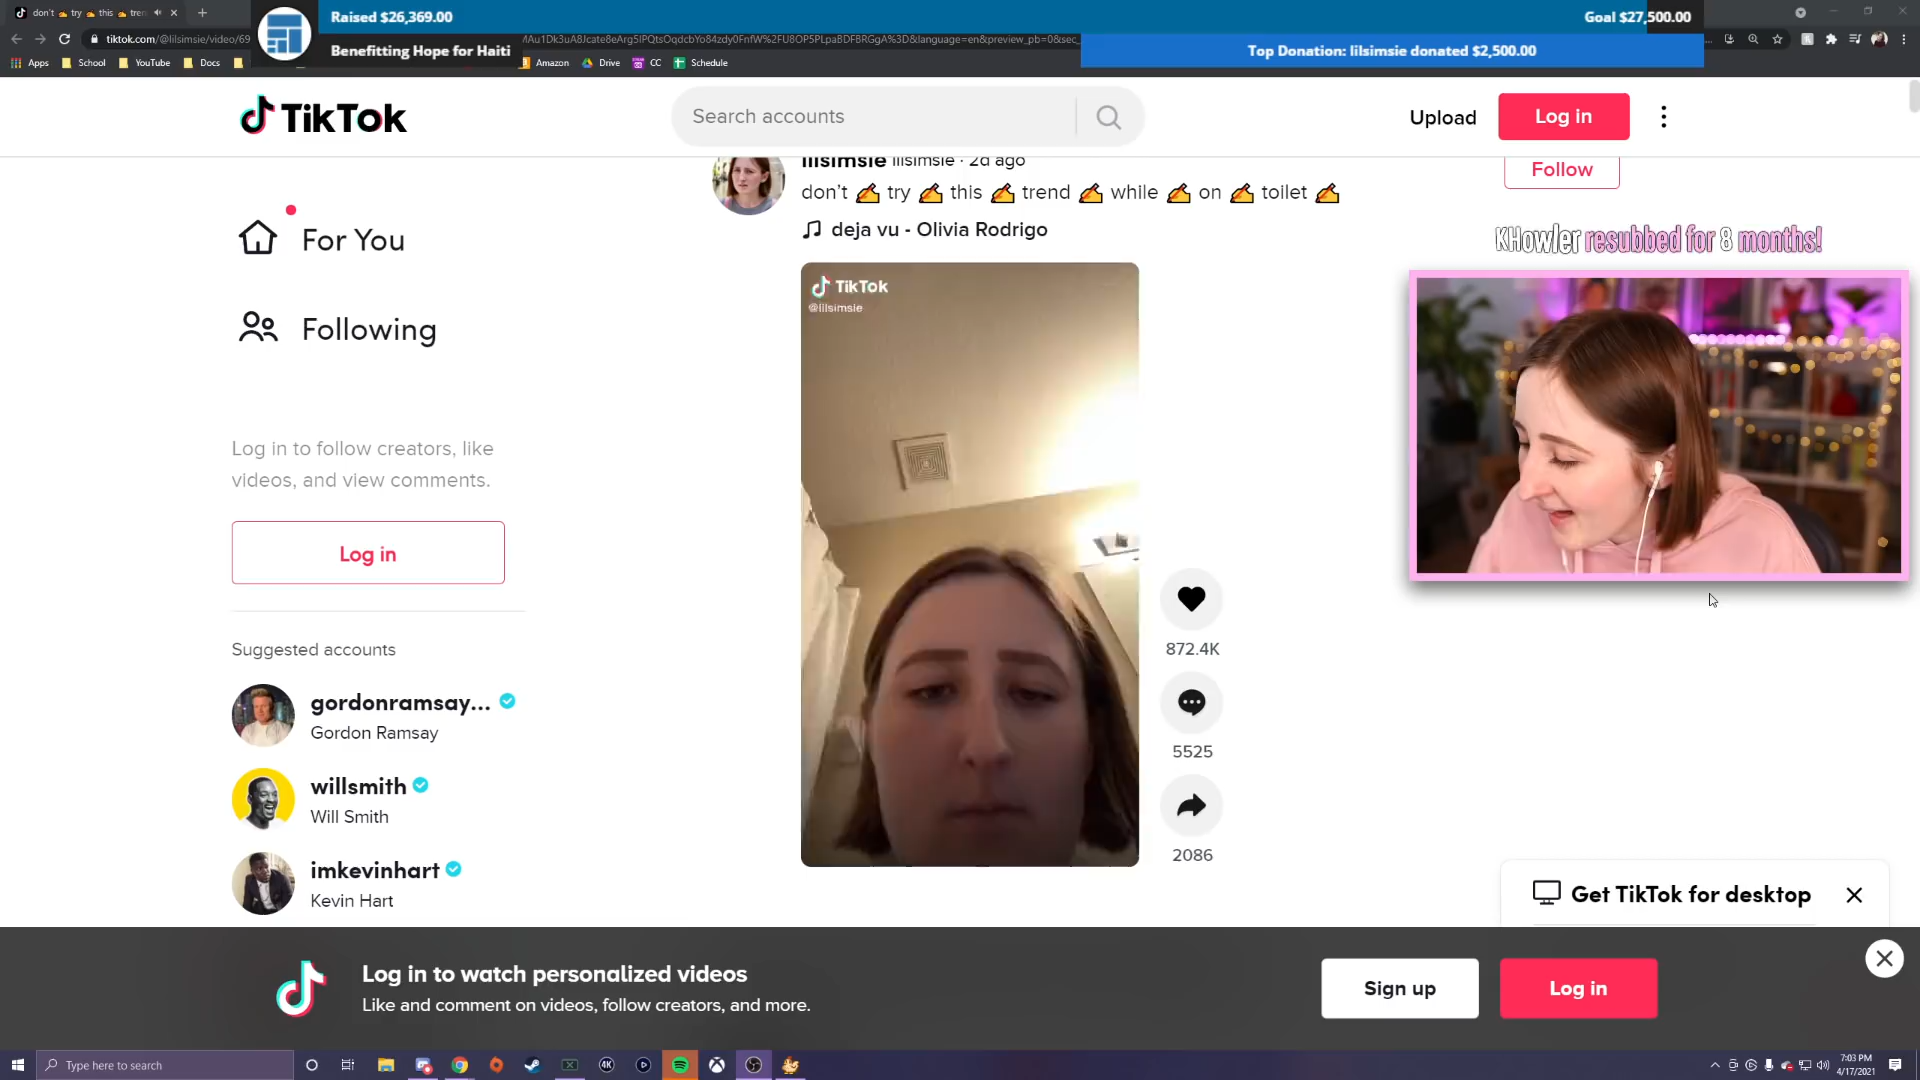 don't ✍ try ✍ this ✍ tren
Raised $26,369.00
Goal $27,500.00
tiktok.com/@lilsimsie/video/69
Benefitting Hope for Haiti
Top Donation: lilsimsie donated $2,500.00
Apps School YouTube Docs Amazon Drive CC Schedule
TikTok
Search accounts
Upload
Log in
lilsimsie lilsimsie · 2d ago
Follow
don't ✍ try ✍ this ✍ trend ✍ while ✍ on ✍ toilet ✍
deja vu - Olivia Rodrigo
For You
Following
KHowler resubbed for 8 months!
TikTok
@lilsimsie
Log in to follow creators, like
videos, and view comments.
Log in
872.4K
5525
2086
Suggested accounts
gordonramsay...
Gordon Ramsay
willsmith
Will Smith
imkevinhart
Kevin Hart
Get TikTok for desktop
Log in to watch personalized videos
Like and comment on videos, follow creators, and more.
Sign up
Log in
Type here to search
4K
7:03 PM
4/17/2021